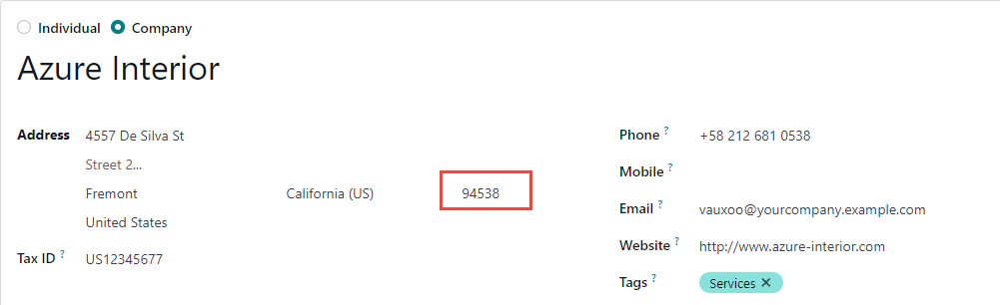 Individual Company
Azure Interior
Address 4557 De Silva St
Street 2...
Fremont California (US) 94538
United States
Tax ID ? US12345677
Phone ? +58 212 681 0538
Mobile ?
Email ? vauxoo@yourcompany.example.com
Website ? http://www.azure-interior.com
Tags ? Services ✕